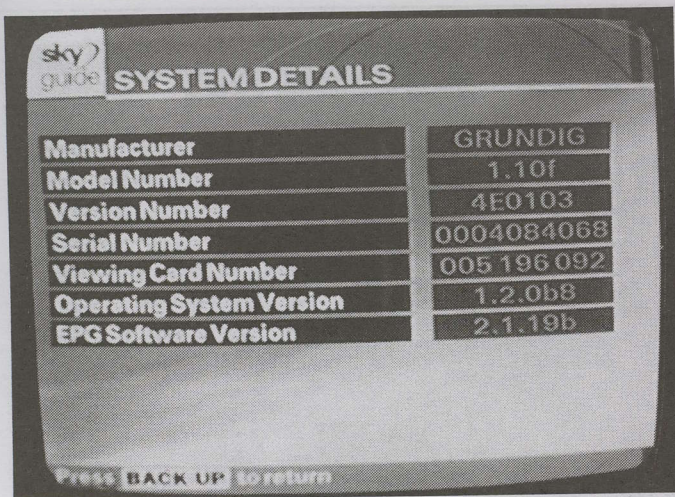 sky
guide SYSTEM DETAILS
Manufacturer GRUNDIG
Model Number 1.10f
Version Number 4E0103
Serial Number 0004084068
Viewing Card Number 005 196 092
Operating System Version 1.2.0b8
EPG Software Version 2.1.19b
Press BACK UP to return